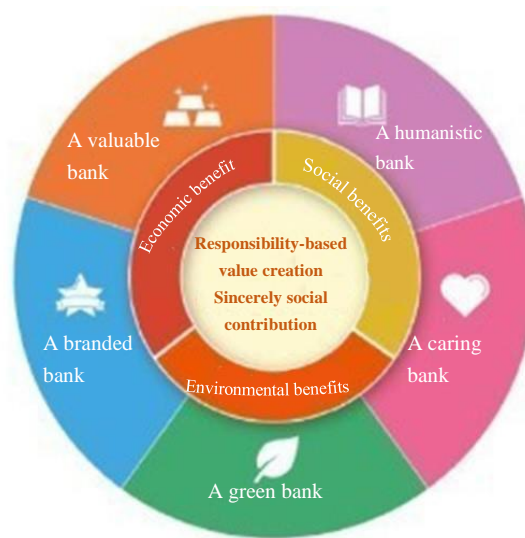 A valuable
bank
A humanistic
bank
Economic benefit
Social benefits
Responsibility-based
value creation
Sincerely social
contribution
A branded
bank
A caring
bank
Environmental benefits
A green bank